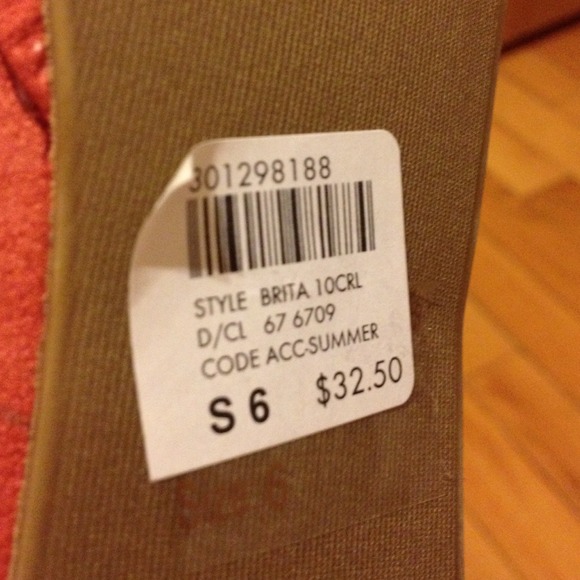 301298188
STYLE BRITA 10CRL
D/CL 67 6709
CODE ACC-SUMMER
S 6 $32.50